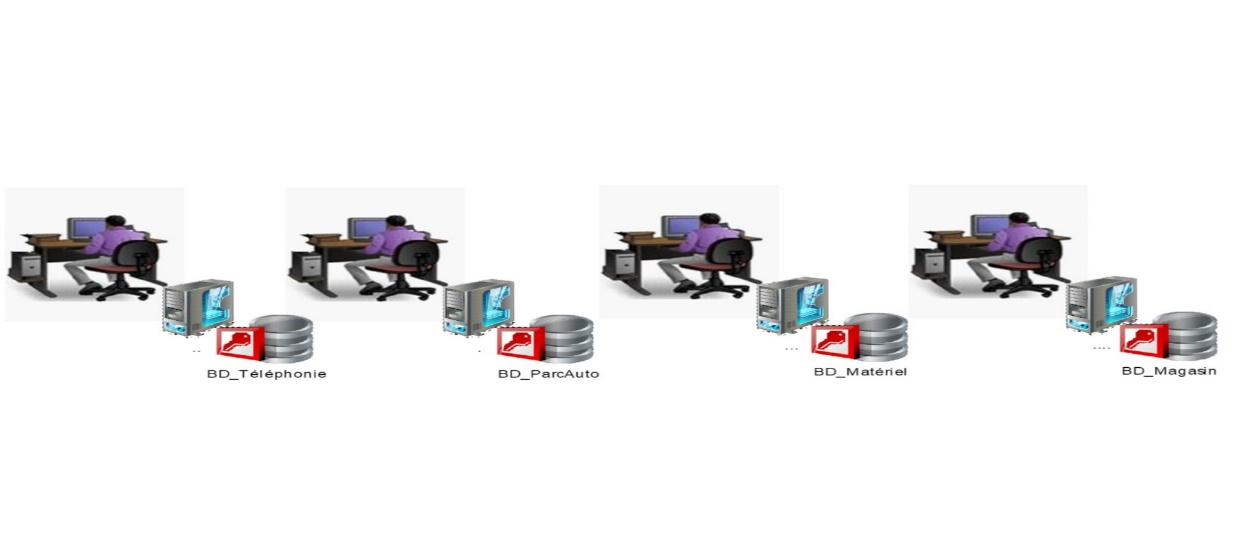 BD_Téléphonie
BD_ParcAuto
BD_Matériel
BD_Magasin